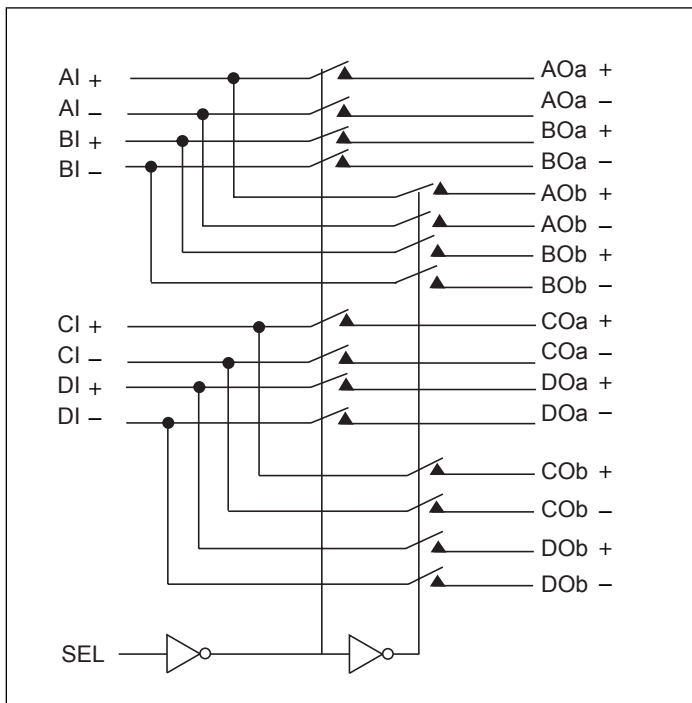 AI + AOa +
AI – AOa –
BI + BOa +
BI – BOa –
AOb +
AOb –
BOb +
BOb –
CI + COa +
CI – COa –
DI + DOa +
DI – DOa –
COb +
COb –
DOb +
DOb –
SEL